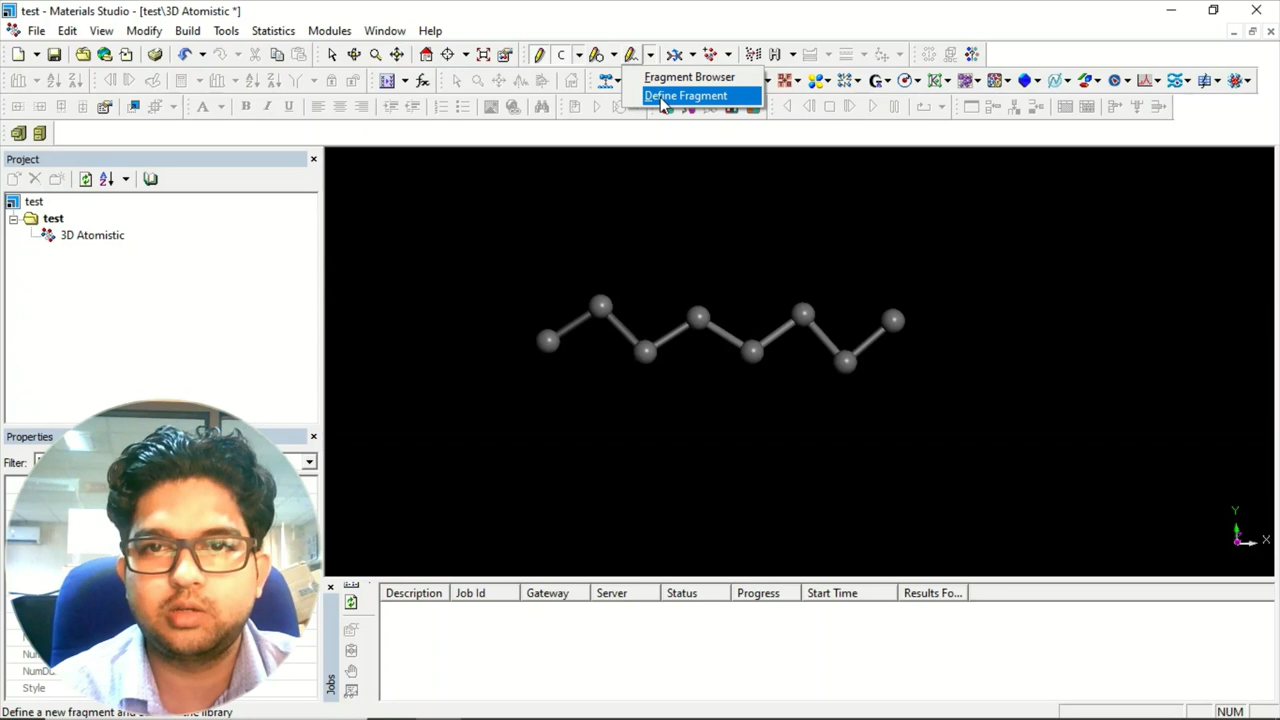 test - Materials Studio - [test\3D Atomistic *]
File Edit View Modify Build Tools Statistics Modules Window Help
C
H
Fragment Browser
Define Fragment
A B I U
Project
test
test
3D Atomistic
Properties
Filter:
Style
Description Job Id Gateway Server Status Progress Start Time Results Fo...
Jobs
Y
X
Define a new fragment and
library
NUM